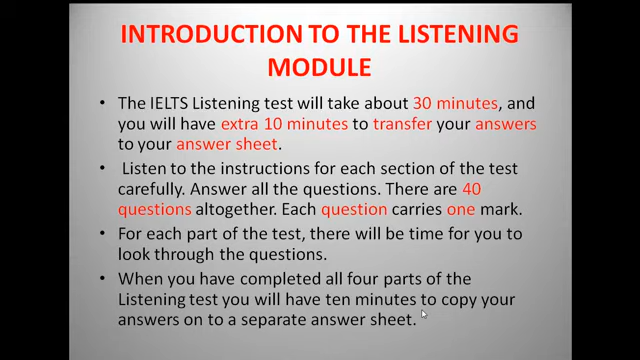 INTRODUCTION TO THE LISTENING
MODULE
• The IELTS Listening test will take about 30 minutes, and
you will have extra 10 minutes to transfer your answers
to your answer sheet.
• Listen to the instructions for each section of the test
carefully. Answer all the questions. There are 40
questions altogether. Each question carries one mark.
• For each part of the test, there will be time for you to
look through the questions.
• When you have completed all four parts of the
Listening test you will have ten minutes to copy your
answers on to a separate answer sheet.